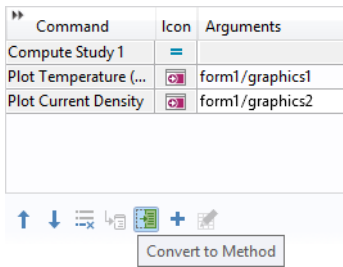 Command Icon Arguments
Compute Study 1
Plot Temperature (... form1/graphics1
Plot Current Density form1/graphics2
Convert to Method